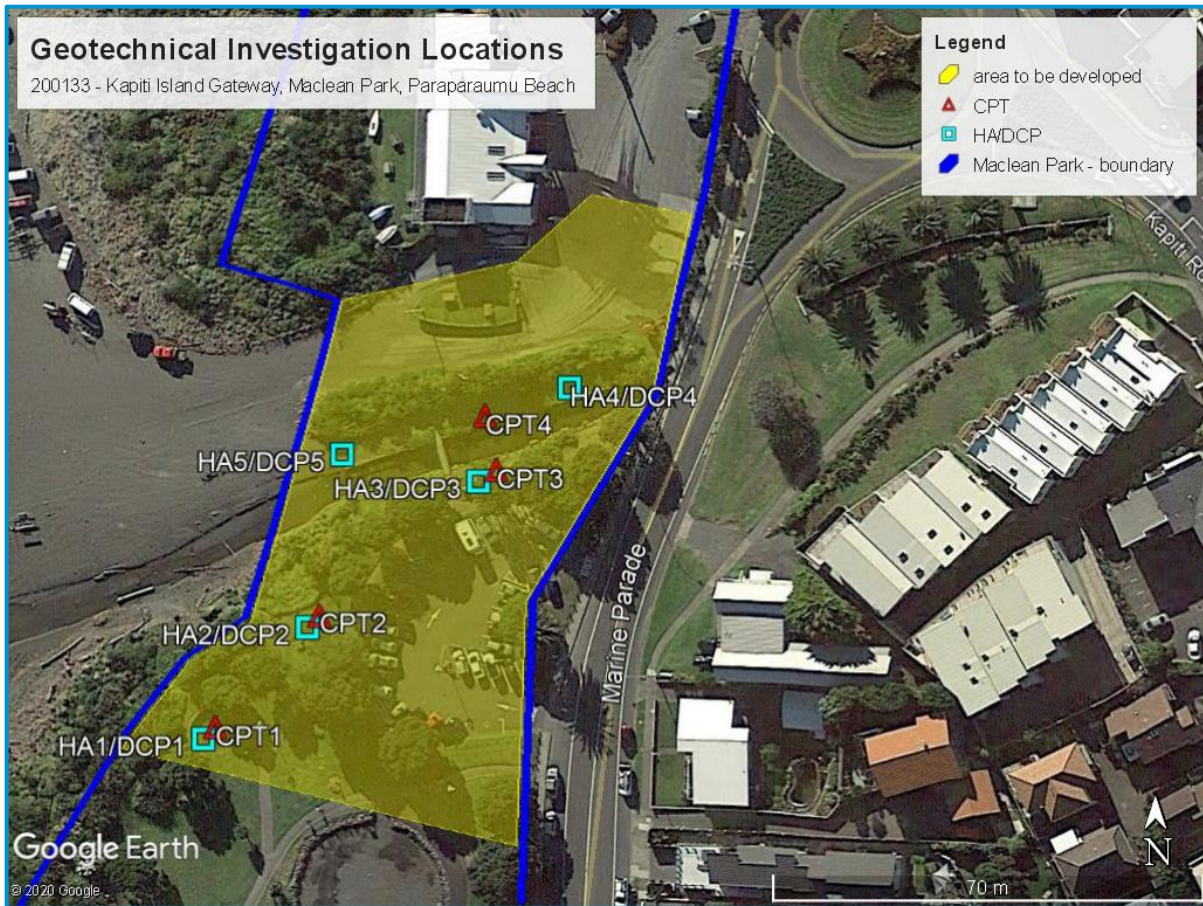 Geotechnical Investigation Locations
200133 - Kapiti Island Gateway, Maclean Park, Paraparaumu Beach
Legend
area to be developed
CPT
HA/DCP
Maclean Park - boundary
Kapiti Ro
HA4/DCP4
CPT4
HA5/DCP5
HA3/DCP3
CPT3
Marine Parade
HA2/DCP2
CPT2
HA1/DCP1
CPT1
Google Earth
© 2020 Google
N
70 m